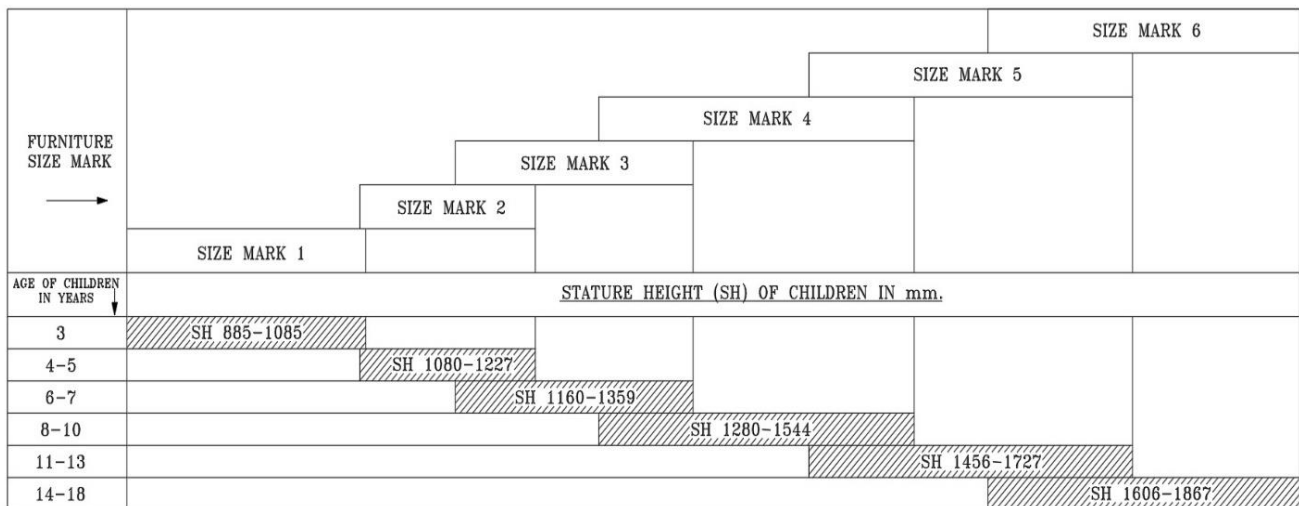 SIZE MARK 6
SIZE MARK 5
SIZE MARK 4
FURNITURE
SIZE MARK
SIZE MARK 3
SIZE MARK 2
SIZE MARK 1
AGE OF CHILDREN
IN YEARS
STATURE HEIGHT (SH) OF CHILDREN IN mm.
3 SH 885-1085
4-5 SH 1080-1227
6-7 SH 1160-1359
8-10 SH 1280-1544
11-13 SH 1456-1727
14-18 SH 1606-1867